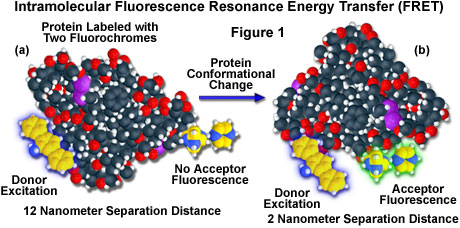 Intramolecular Fluorescence Resonance Energy Transfer (FRET)
Protein Labeled with
Two Fluorochromes
Figure 1
(a)
(b)
Protein
Conformational
Change
No Acceptor
Fluorescence
Donor
Excitation
Donor
Excitation
Acceptor
Fluorescence
12 Nanometer Separation Distance
2 Nanometer Separation Distance